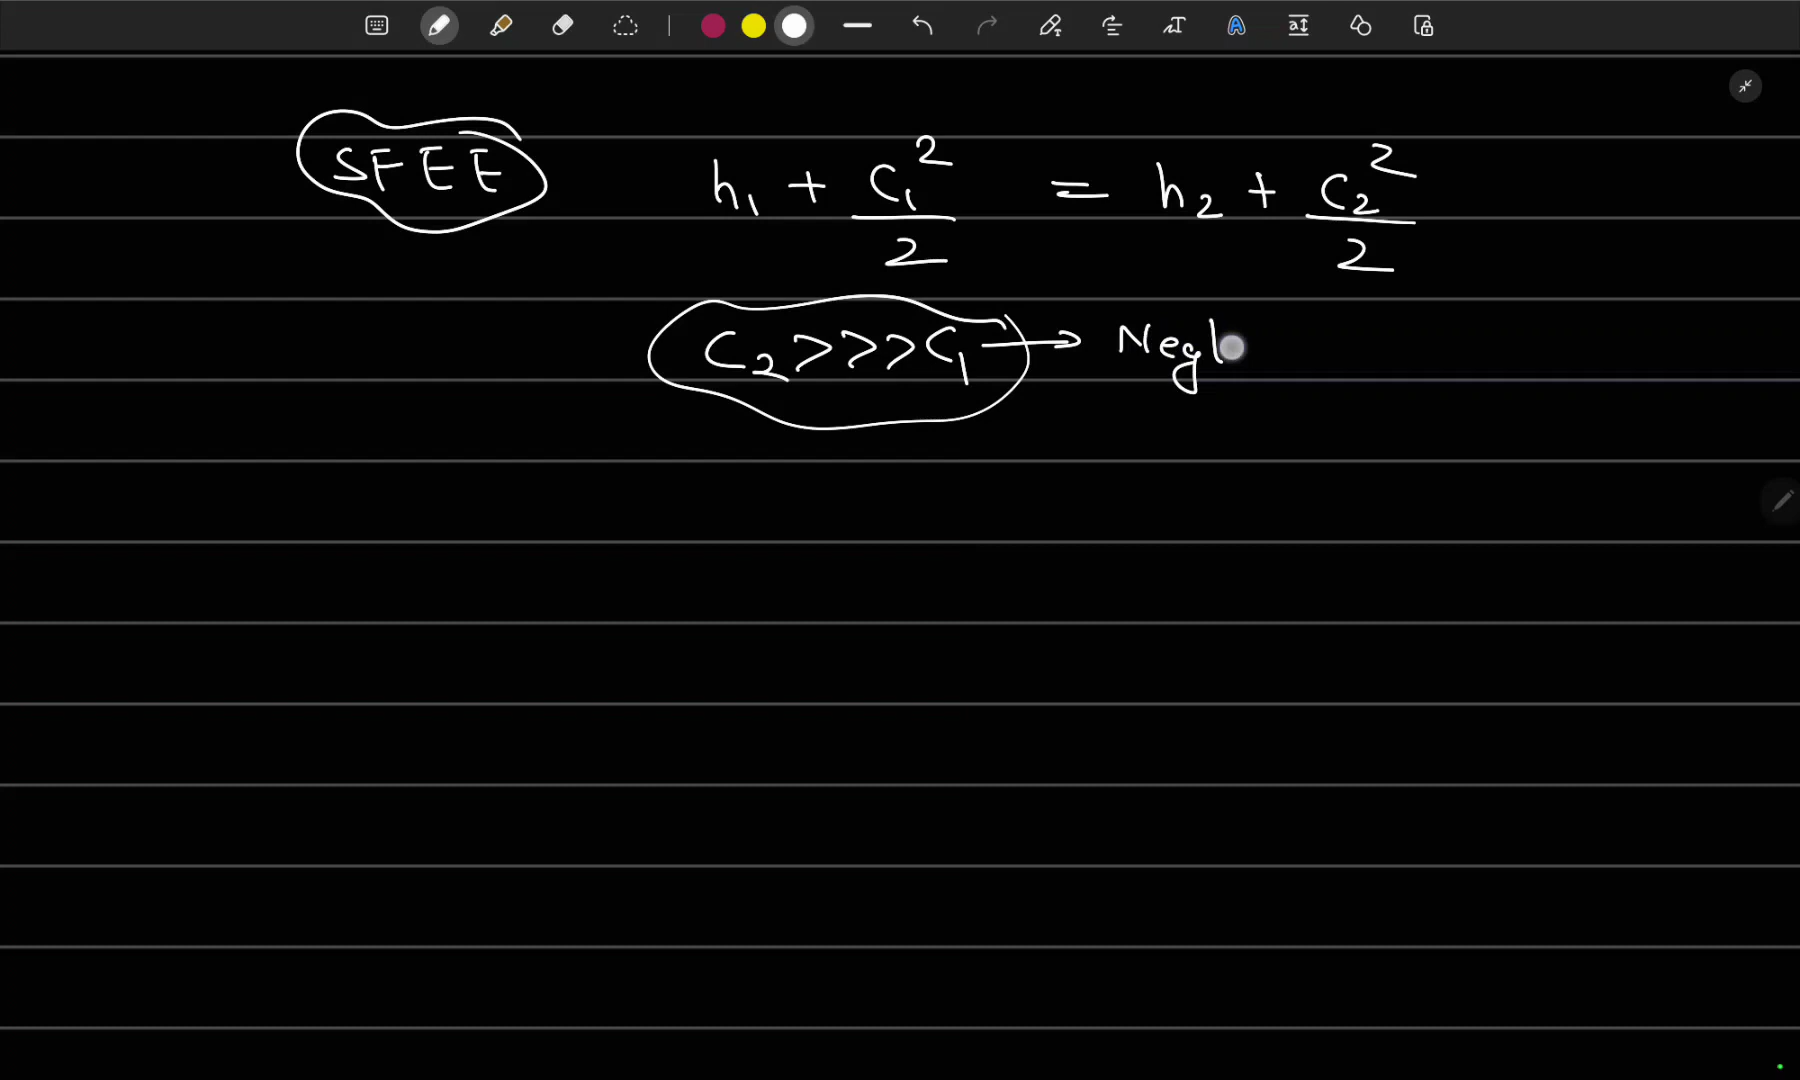 SFEE h₁ + C₁²/2 = h₂ + C₂²/2
C₂ >>> C₁ → Negl